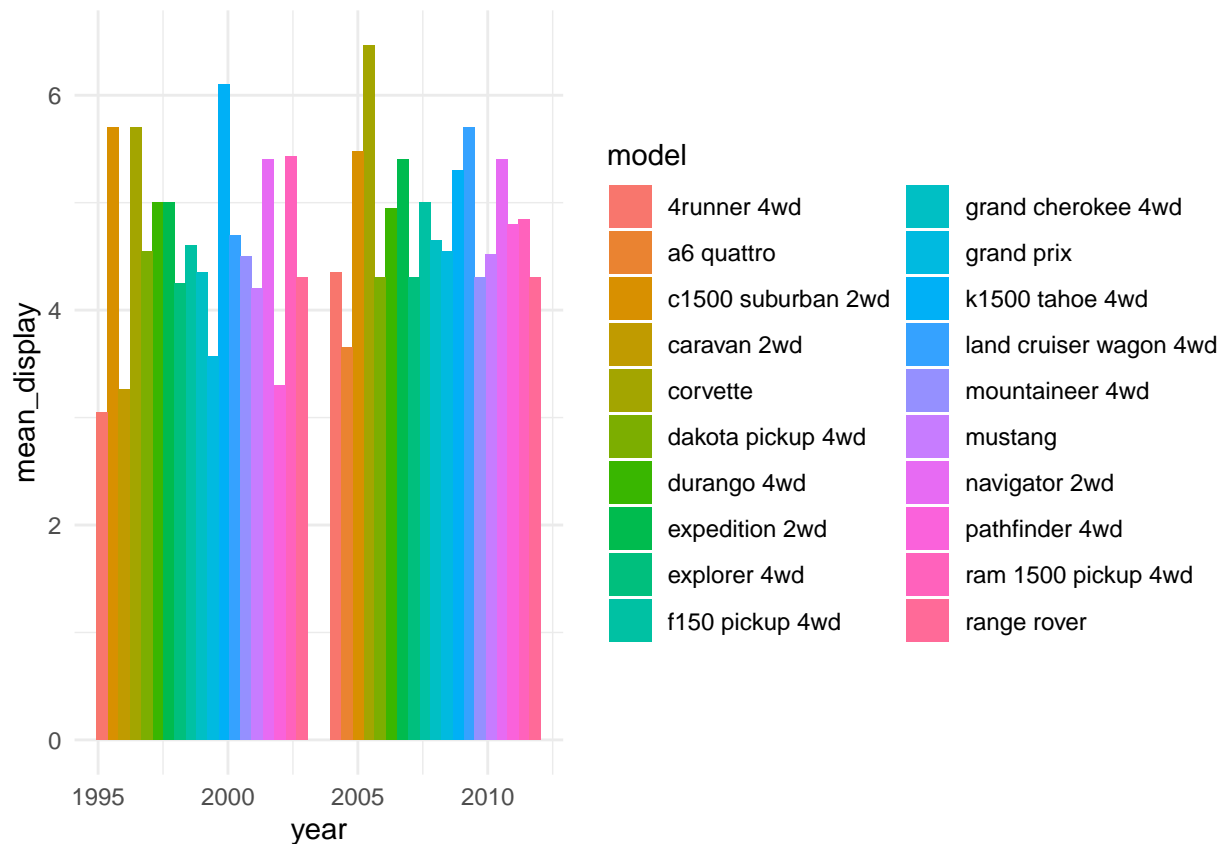 6
4
2
0
mean_display
1995 2000 2005 2010
year
model
4runner 4wd
a6 quattro
c1500 suburban 2wd
caravan 2wd
corvette
dakota pickup 4wd
durango 4wd
expedition 2wd
explorer 4wd
f150 pickup 4wd
grand cherokee 4wd
grand prix
k1500 tahoe 4wd
land cruiser wagon 4wd
mountaineer 4wd
mustang
navigator 2wd
pathfinder 4wd
ram 1500 pickup 4wd
range rover